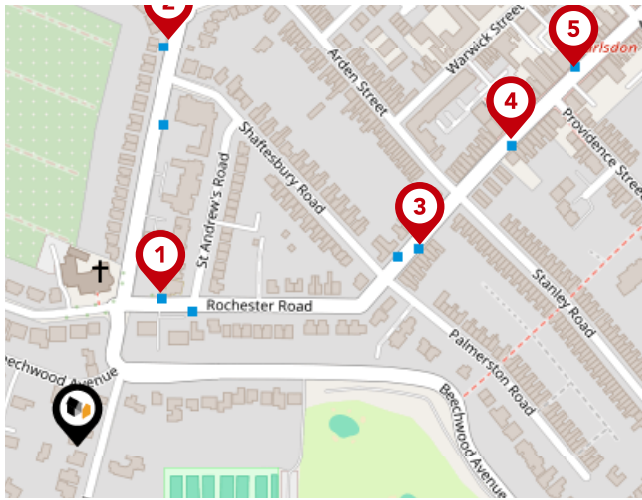 2
5
arlsdon
Warwick Street
Arden Street
4
Providence Street
Shaftesbury Road
St Andrew's Road
3
1
Stanley Road
Rochester Road
Palmerston Road
eechwood Avenue
Beechwood Avenue